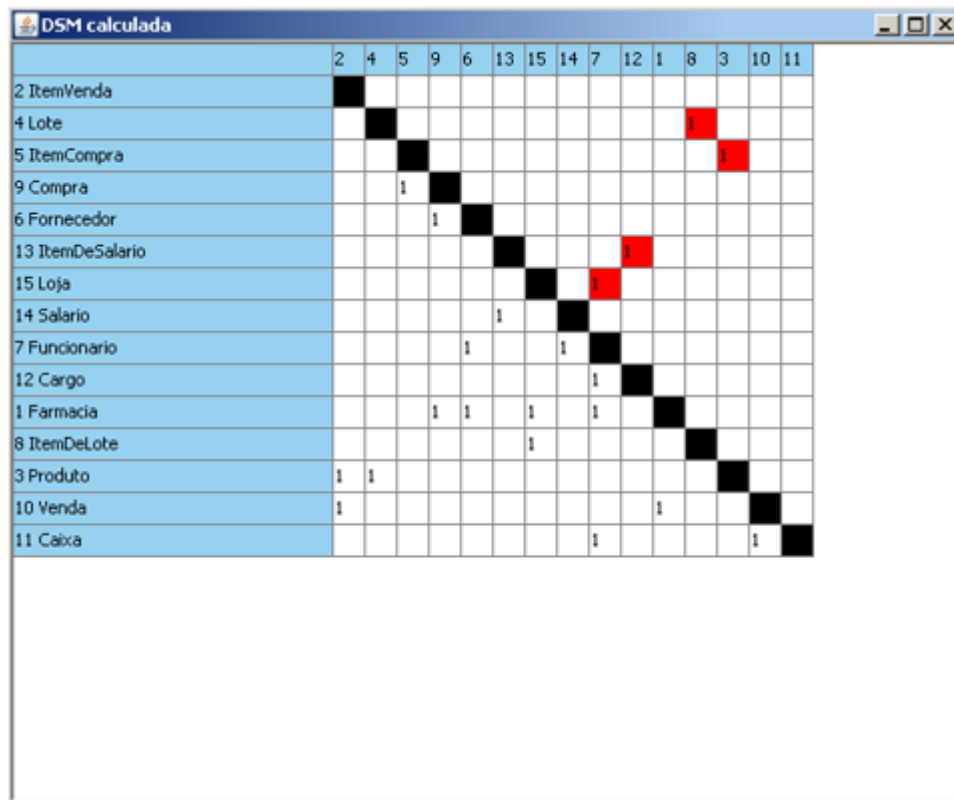 DSM calculada
2 4 5 9 6 13 15 14 7 12 1 8 3 10 11
2 ItemVenda
4 Lote 1
5 ItemCompra 1
9 Compra 1
6 Fornecedor 1
13 ItemDeSalario 1
15 Loja 1
14 Salario 1
7 Funcionario 1 1
12 Cargo 1
1 Farmacia 1 1 1 1
8 ItemDeLote 1
3 Produto 1 1
10 Venda 1 1
11 Caixa 1 1